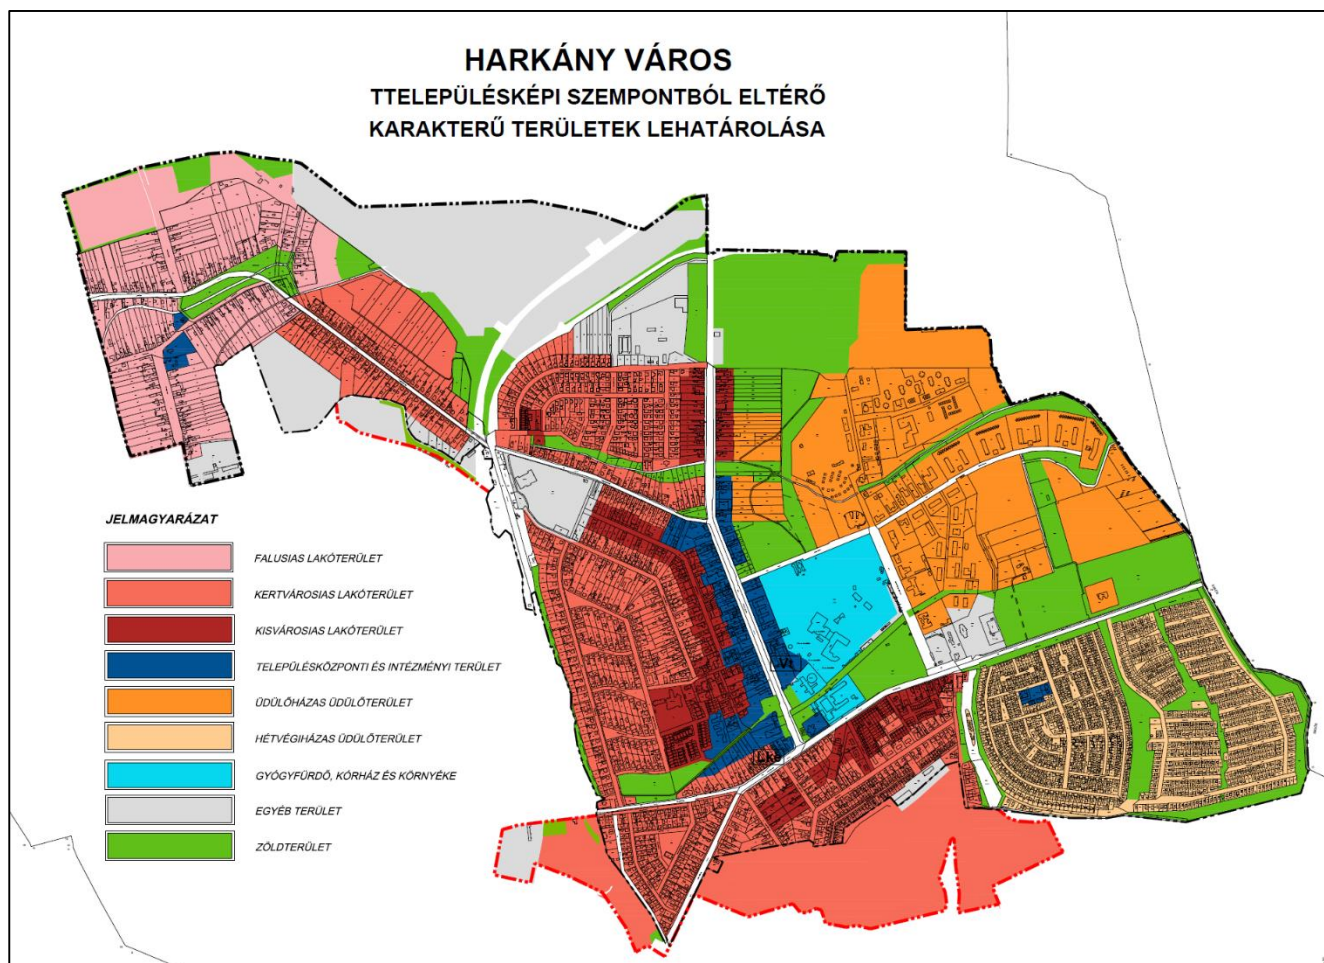 HARKÁNY VÁROS
TTELEPÜLÉSKÉPI SZEMPONTBÓL ELTÉRŐ
KARAKTERŰ TERÜLETEK LEHATÁROLÁSA
JELMAGYARÁZAT
FALUSIAS LAKÓTERÜLET
KERTVÁROSIAS LAKÓTERÜLET
KISVÁROSIAS LAKÓTERÜLET
TELEPÜLÉSKÖZPONTI ÉS INTÉZMÉNYI TERÜLET
ÜDÜLŐHÁZAS ÜDÜLŐTERÜLET
HÉTVÉGIHÁZAS ÜDÜLŐTERÜLET
GYÓGYFÜRDŐ, KÓRHÁZ ÉS KÖRNYÉKE
EGYÉB TERÜLET
ZÖLDTERÜLET